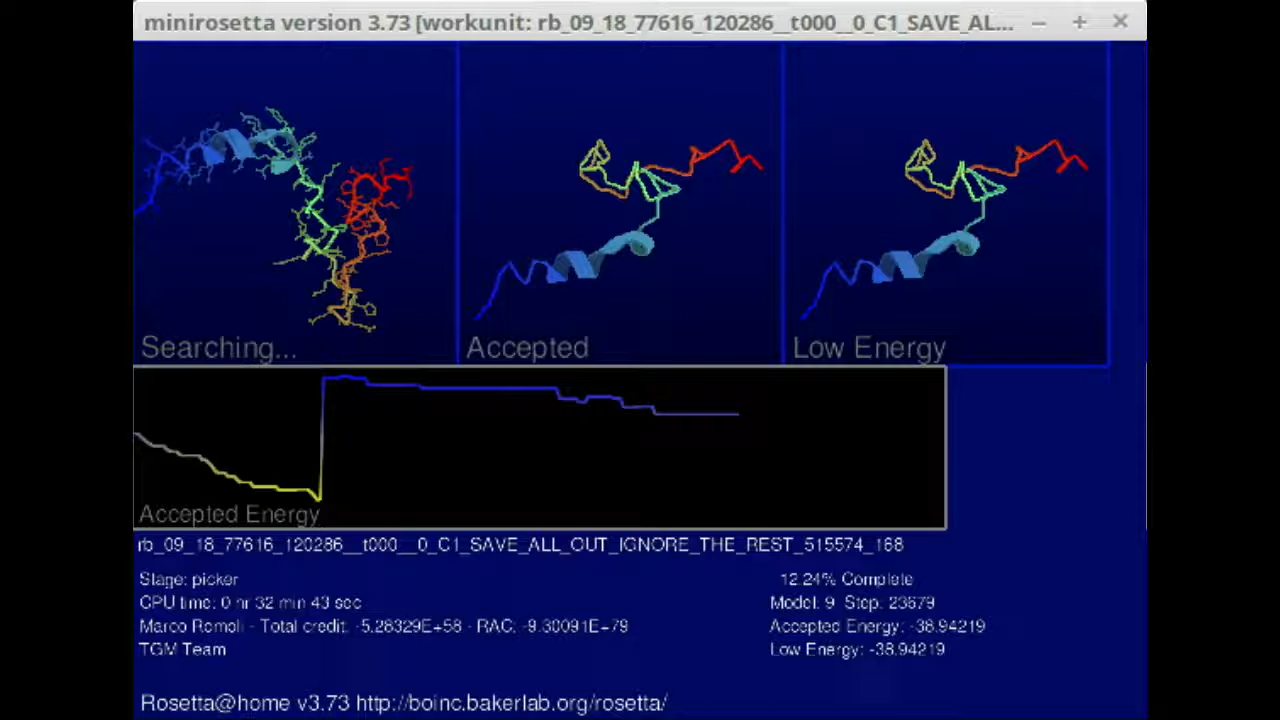 minirosetta version 3.73 [workunit: rb_09_18_77616_120286__t000__0_C1_SAVE_AL...
Searching...
Accepted
Low Energy
Accepted Energy
rb_09_18_77616_120286__t000__0_C1_SAVE_ALL_OUT_IGNORE_THE_REST_515574_168
Stage: picker
12.24% Complete
CPU time: 0 hr 32 min 43 sec
Model: 9 Step: 23679
Marco Romoli - Total credit: -5.28329E+58 - RAC: -9.30091E+79
Accepted Energy: -38.94219
TGM Team
Low Energy: -38.94219
Rosetta@home v3.73 http://boinc.bakerlab.org/rosetta/